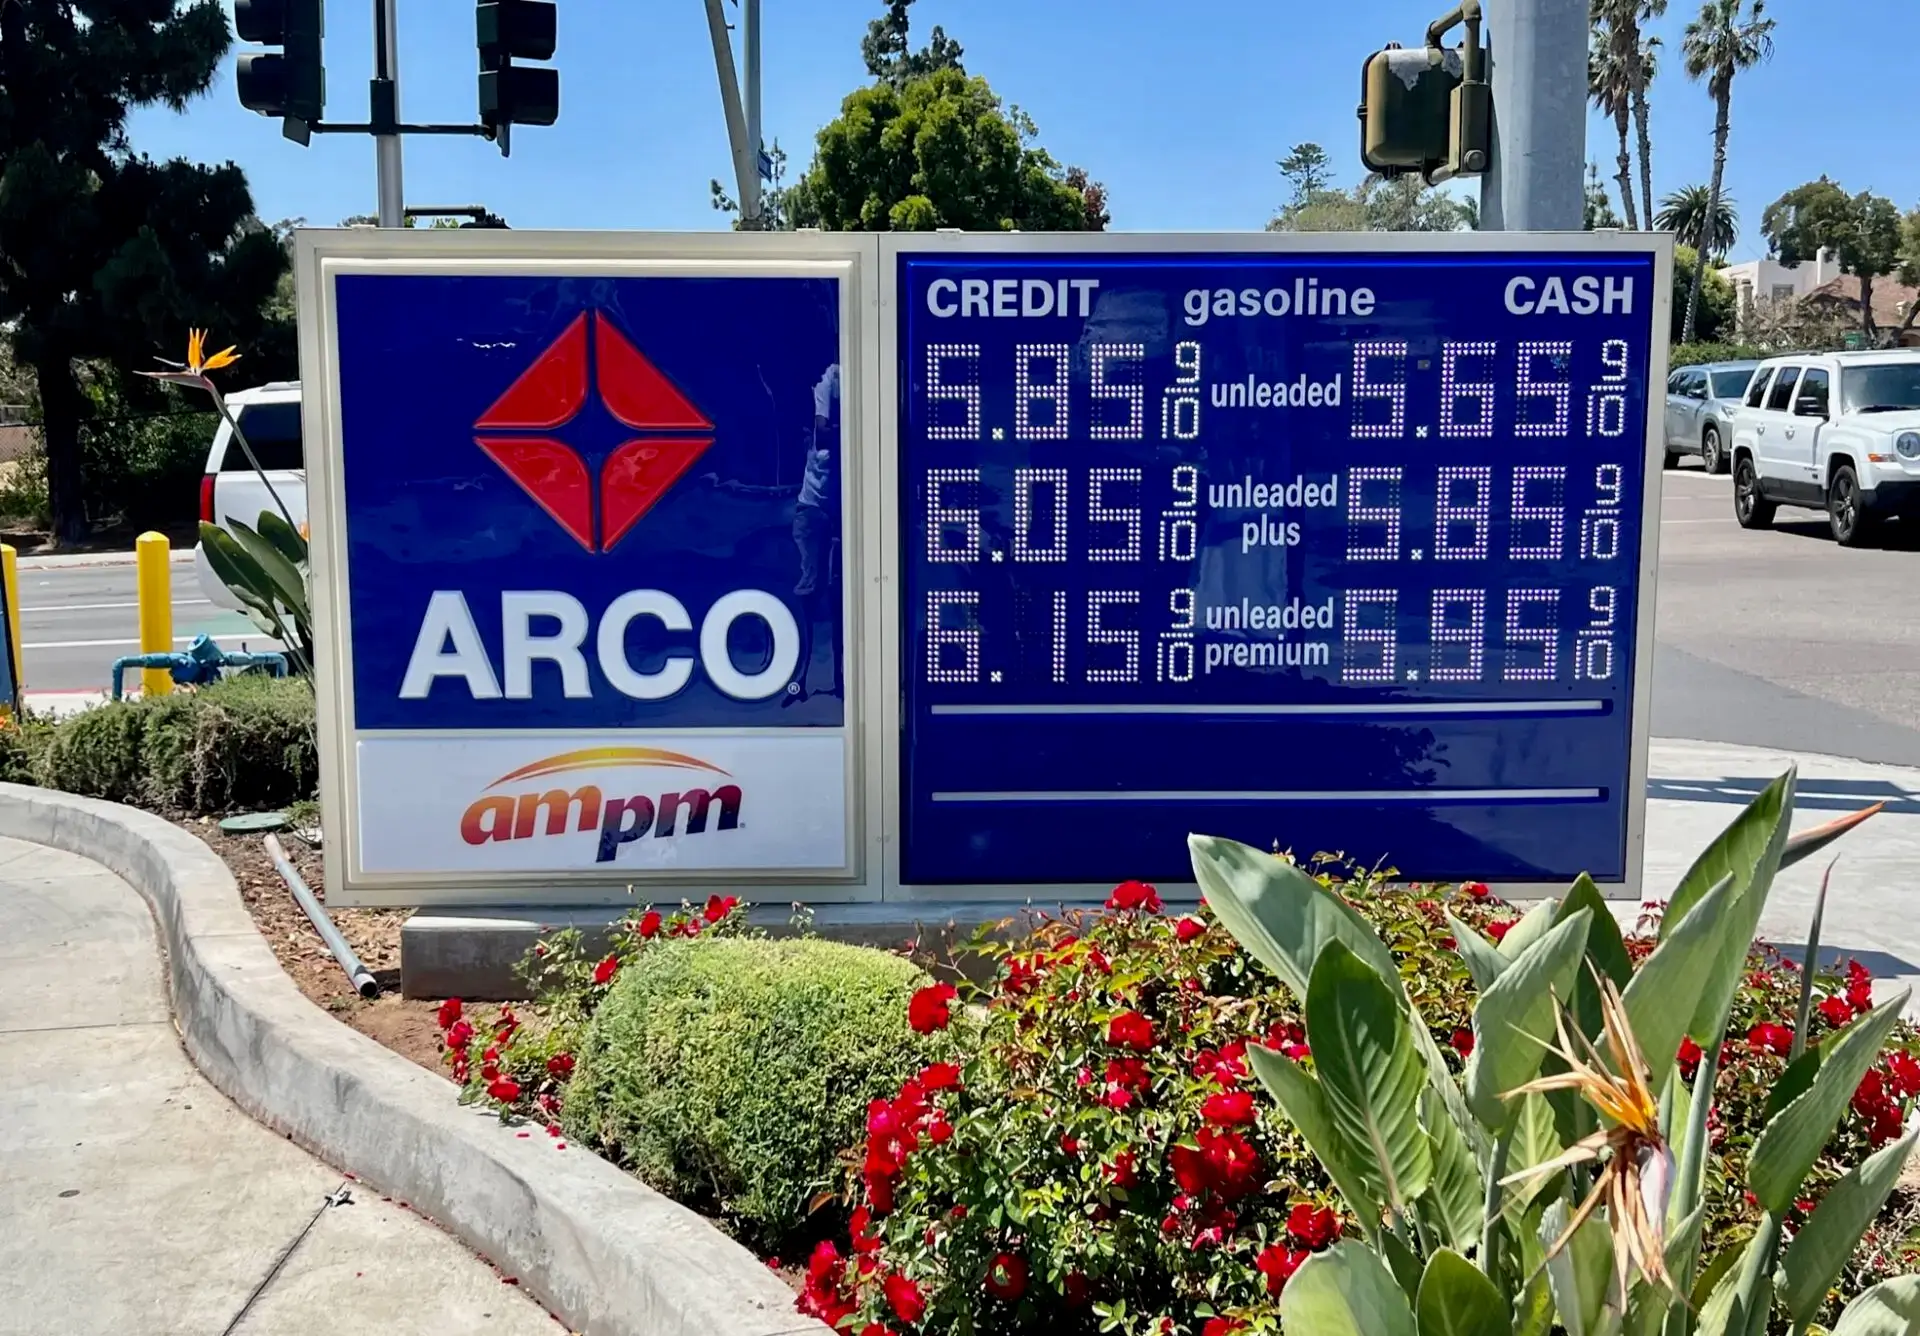 ARCO®
ampm
CREDIT gasoline CASH
5.85 9/10 unleaded 5.65 9/10
6.05 9/10 unleaded plus 5.85 9/10
6.15 9/10 unleaded premium 5.95 9/10